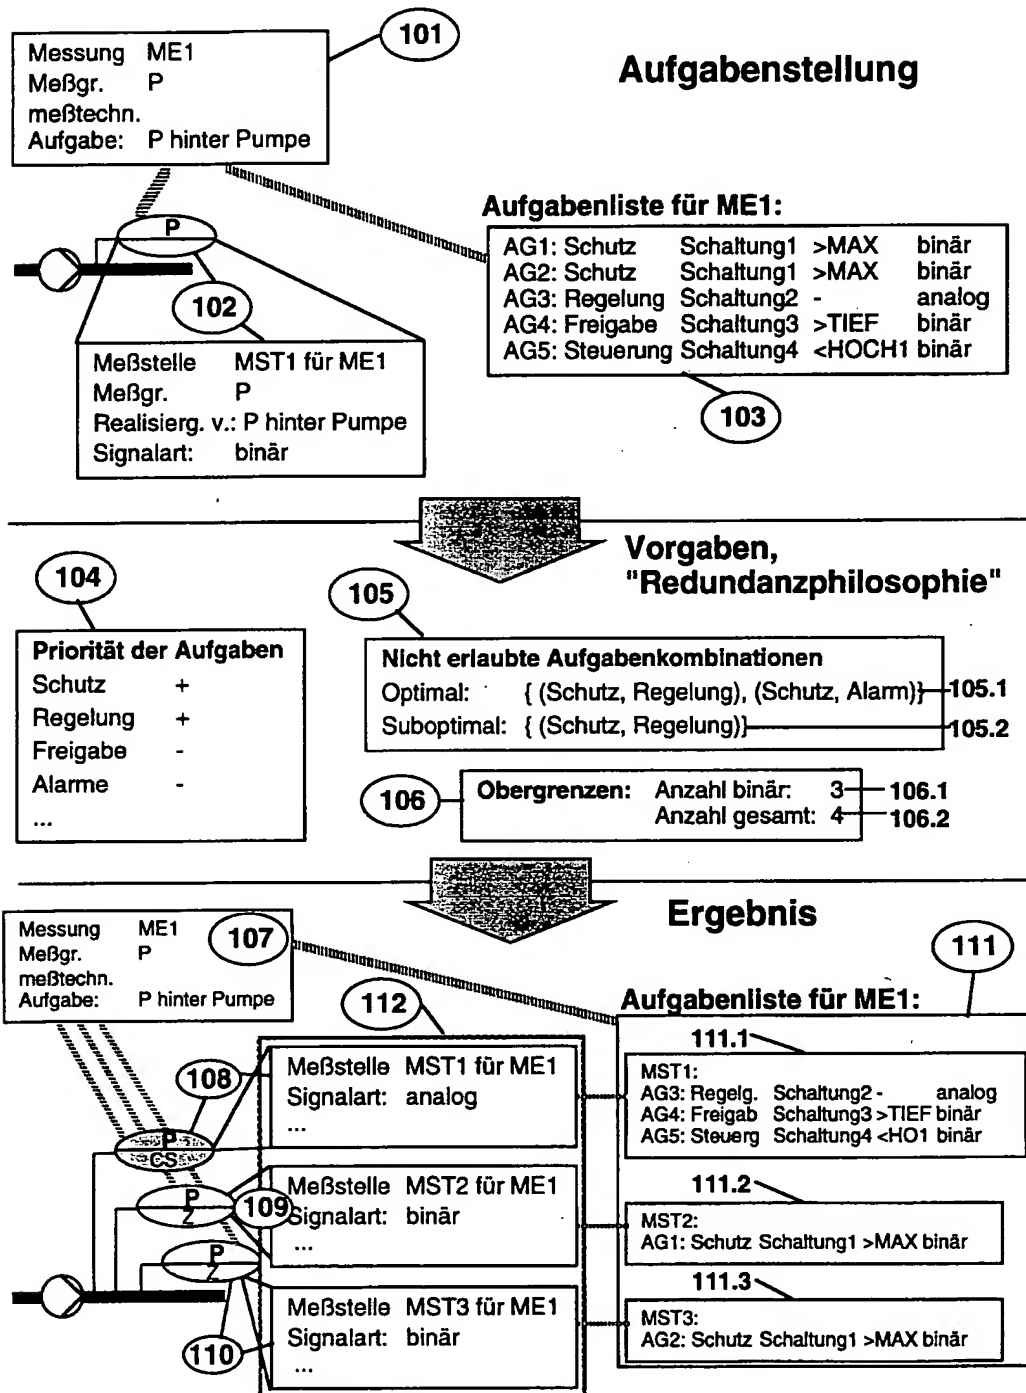 101
Messung ME1
Meßgr. P
meßtechn.
Aufgabe: P hinter Pumpe
Aufgabenstellung
P
102
Meßstelle MST1 für ME1
Meßgr. P
Realisierg. v.: P hinter Pumpe
Signalart: binär
Aufgabenliste für ME1:
AG1: Schutz Schaltung1 >MAX binär
AG2: Schutz Schaltung1 >MAX binär
AG3: Regelung Schaltung2 - analog
AG4: Freigabe Schaltung3 >TIEF binär
AG5: Steuerung Schaltung4 <HOCH1 binär
103
Vorgaben,
"Redundanzphilosophie"
104
Priorität der Aufgaben
Schutz +
Regelung +
Freigabe -
Alarme -
...
105
Nicht erlaubte Aufgabenkombinationen
Optimal: { (Schutz, Regelung), (Schutz, Alarm)} 105.1
Suboptimal: { (Schutz, Regelung)} 105.2
106
Obergrenzen: Anzahl binär: 3 106.1
Anzahl gesamt: 4 106.2
Ergebnis
Messung ME1
Meßgr. P
meßtechn.
Aufgabe: P hinter Pumpe
107
112
111
108
P
CS
P
Z
109
P
Z
110
Meßstelle MST1 für ME1
Signalart: analog
...
Meßstelle MST2 für ME1
Signalart: binär
...
Meßstelle MST3 für ME1
Signalart: binär
...
Aufgabenliste für ME1:
111.1
MST1:
AG3: Regelg. Schaltung2 - analog
AG4: Freigab Schaltung3 >TIEF binär
AG5: Steuerg Schaltung4 <HO1 binär
111.2
MST2:
AG1: Schutz Schaltung1 >MAX binär
111.3
MST3:
AG2: Schutz Schaltung1 >MAX binär